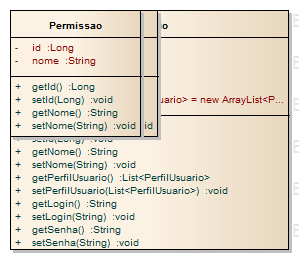 Permissao o
- id :Long
- nome :String
+ getId() :Long
+ setId(Long) :void uario> = new ArrayList<P...
+ getNome() :String
+ setNome(String) :void id
+ setId(Long) :void
+ getNome() :String
+ setNome(String) :void
+ getPerfilUsuario() :List<PerfilUsuario>
+ setPerfilUsuario(List<PerfilUsuario>) :void
+ getLogin() :String
+ setLogin(String) :void
+ getSenha() :String
+ setSenha(String) :void